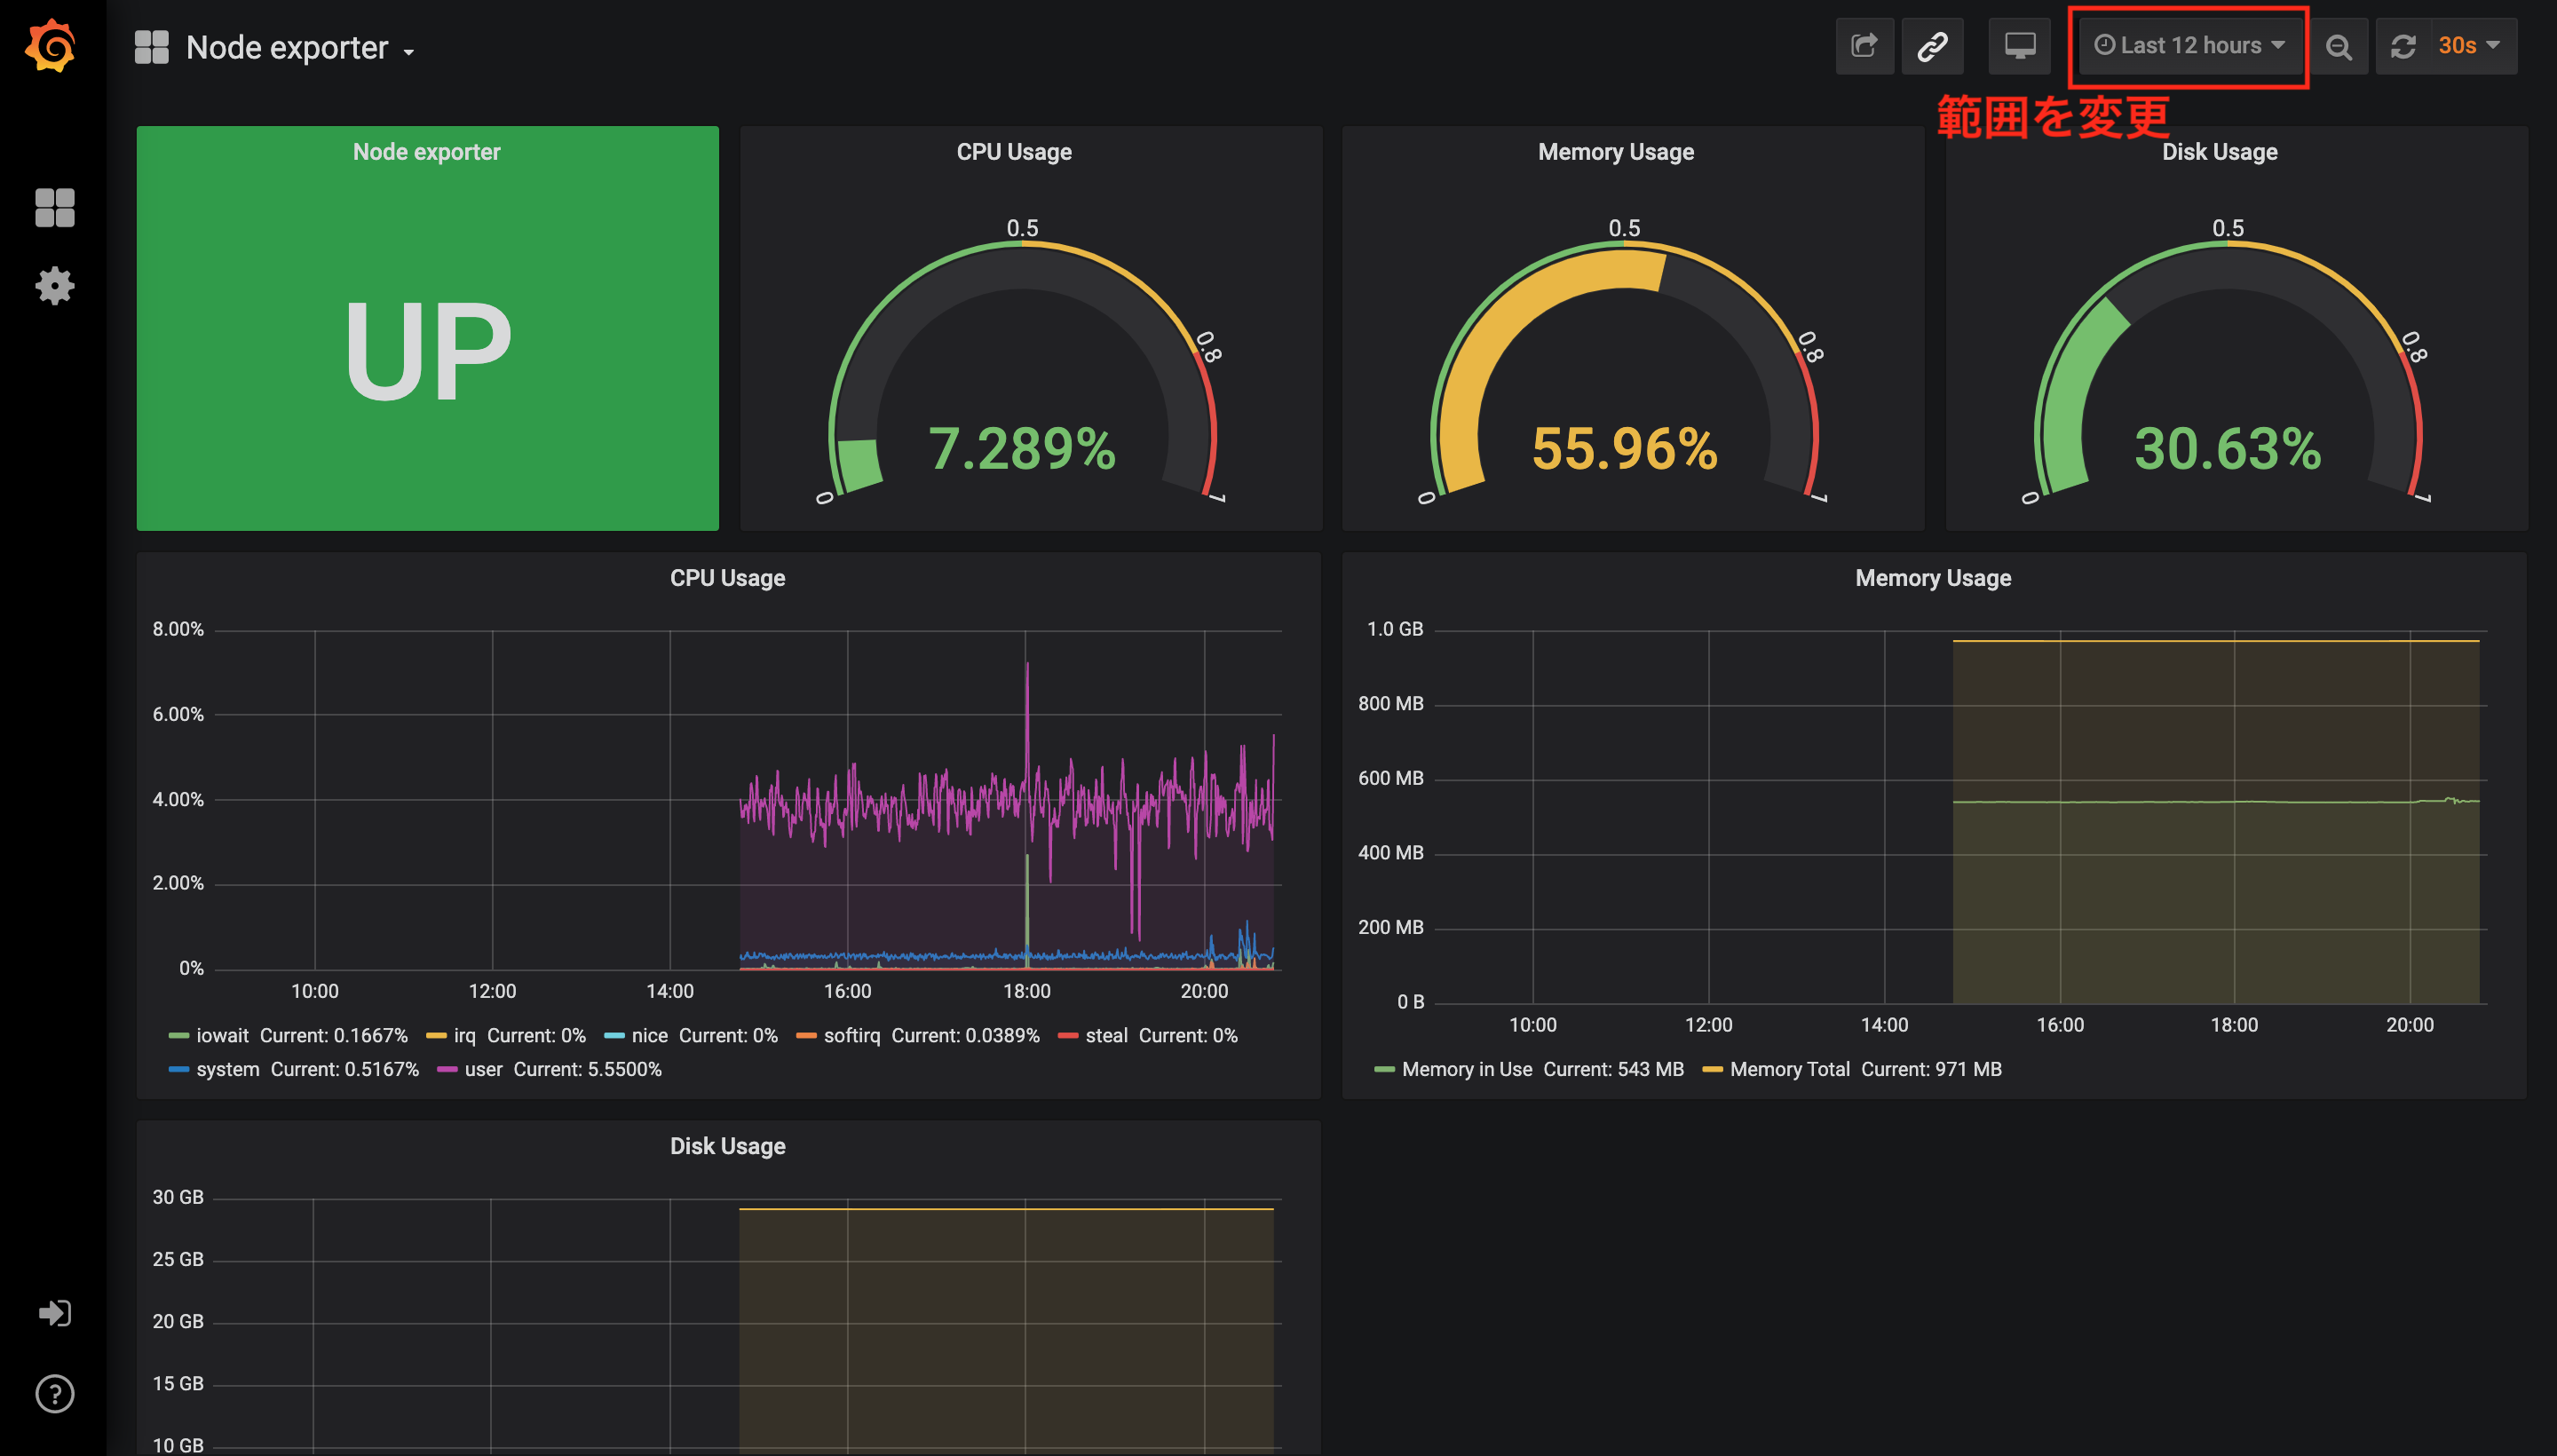 Node exporter
Last 12 hours
30s
範囲を変更
Node exporter
UP
CPU Usage
0
0.5
0.8
1
7.289%
Memory Usage
0
0.5
0.8
1
55.96%
Disk Usage
0
0.5
0.8
1
30.63%
CPU Usage
8.00%
6.00%
4.00%
2.00%
0%
10:00 12:00 14:00 16:00 18:00 20:00
iowait Current: 0.1667% irq Current: 0% nice Current: 0% softirq Current: 0.0389% steal Current: 0%
system Current: 0.5167% user Current: 5.5500%
Memory Usage
1.0 GB
800 MB
600 MB
400 MB
200 MB
0 B
10:00 12:00 14:00 16:00 18:00 20:00
Memory in Use Current: 543 MB Memory Total Current: 971 MB
Disk Usage
30 GB
25 GB
20 GB
15 GB
10 GB